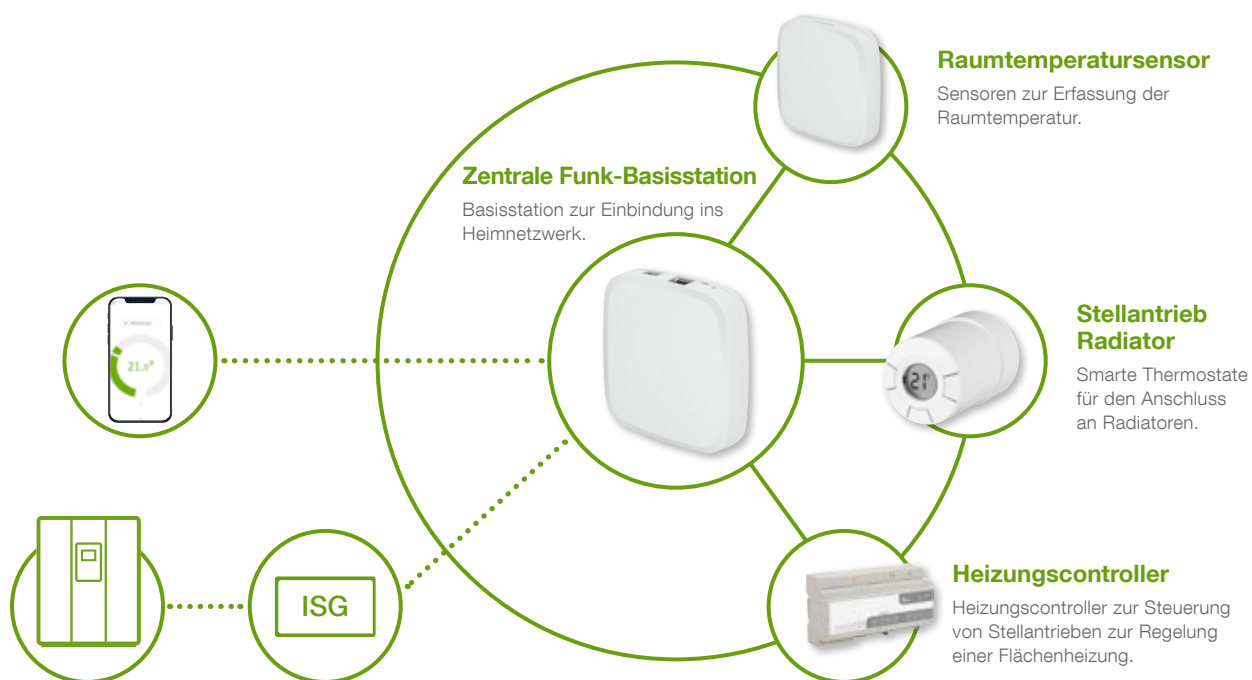 Raumtemperatursensor
Sensoren zur Erfassung der
Raumtemperatur.
Zentrale Funk-Basisstation
Basisstation zur Einbindung ins
Heimnetzwerk.
21.0°
Stellantrieb
Radiator
Smarte Thermostate
für den Anschluss
an Radiatoren.
21°
ISG
Heizungscontroller
Heizungscontroller zur Steuerung
von Stellantrieben zur Regelung
einer Flächenheizung.